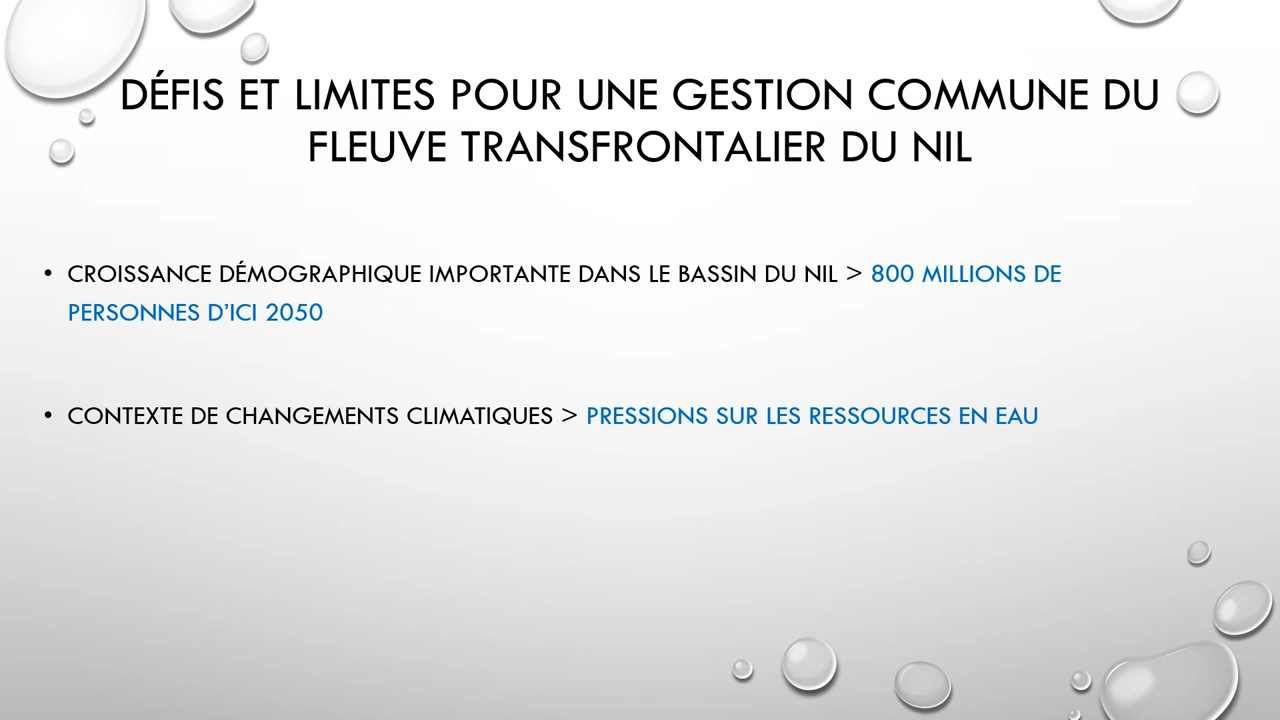 DÉFIS ET LIMITES POUR UNE GESTION COMMUNE DU
FLEUVE TRANSFRONTALIER DU NIL
• CROISSANCE DÉMOGRAPHIQUE IMPORTANTE DANS LE BASSIN DU NIL > 800 MILLIONS DE
PERSONNES D’ICI 2050
• CONTEXTE DE CHANGEMENTS CLIMATIQUES > PRESSIONS SUR LES RESSOURCES EN EAU